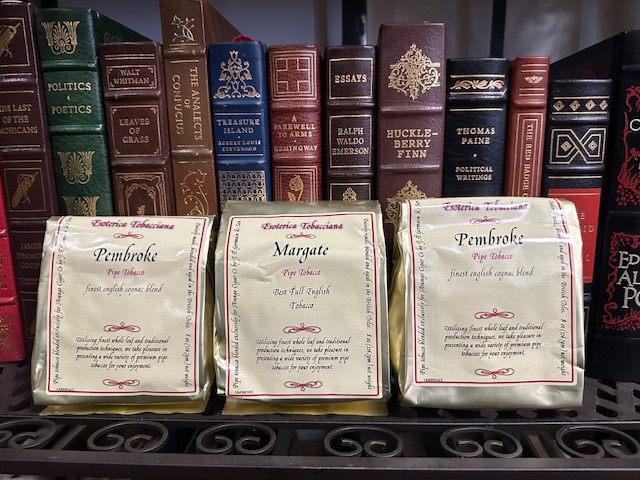 THE LAST
OF THE
MOHICANS
JAMES
POLITICS
&
POETICS
WALT
WHITMAN
LEAVES
OF
GRASS
THE ANALECTS
OF
CONFUCIUS
TREASURE
ISLAND
ROBERT LOUIS
STEVENSON
A
FAREWELL
TO ARMS
HEMINGWAY
ESSAYS
RALPH
WALDO
EMERSON
HUCKLE-
BERRY
FINN
THOMAS
PAINE
POLITICAL
WRITINGS
THE RED BADGE
Esoterica Tobacciana
Pembroke
Pipe Tobacco
finest english cognac blend
Utilizing finest whole leaf and traditional
production techniques, we take pleasure in
presenting a wide variety of premium pipe
tobaccos for your enjoyment.
Esoterica Tobacciana
Margate
Pipe Tobacco
Best Full English
Tobacco
Utilizing finest whole leaf and traditional
production techniques, we take pleasure in
presenting a wide variety of premium pipe
tobaccos for your enjoyment.
Esoterica Tobacciana
Pembroke
Pipe Tobacco
finest english cognac blend
Utilizing finest whole leaf and traditional
production techniques, we take pleasure in
presenting a wide variety of premium pipe
tobaccos for your enjoyment.